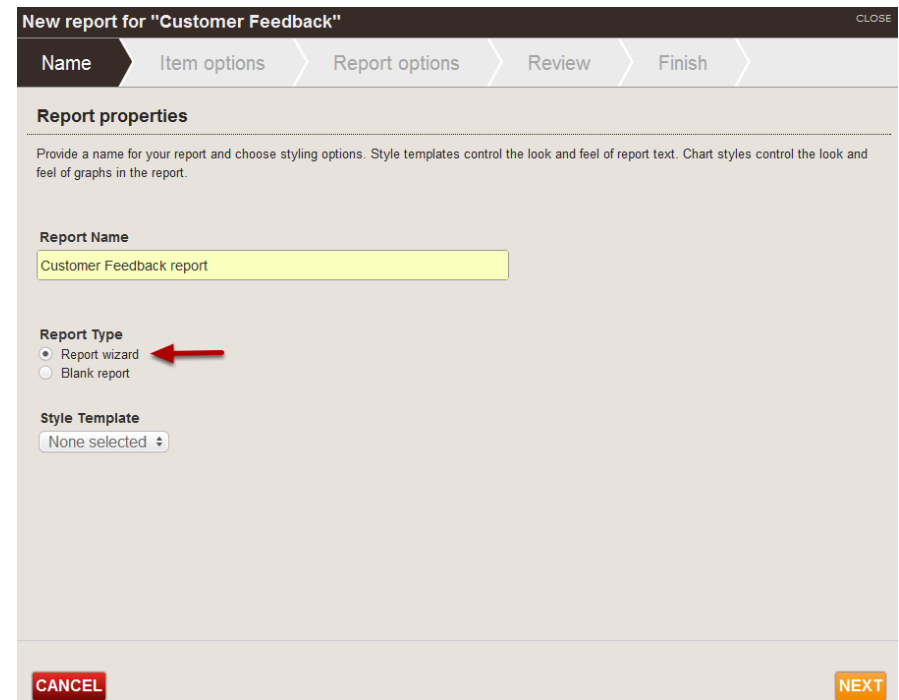 New report for "Customer Feedback"
CLOSE
Name
Item options
Report options
Review
Finish
Report properties
Provide a name for your report and choose styling options. Style templates control the look and feel of report text. Chart styles control the look and
feel of graphs in the report.
Report Name
Customer Feedback report
Report Type
Report wizard
Blank report
Style Template
None selected
CANCEL
NEXT